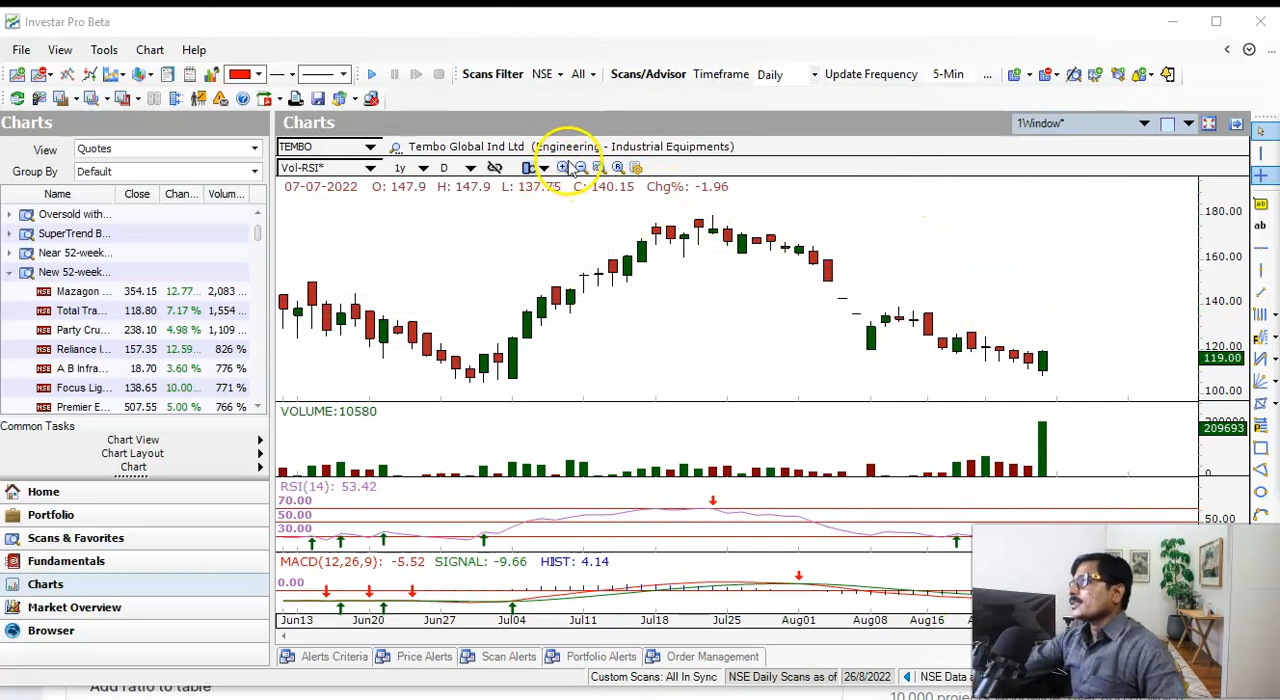 Investar Pro Beta
File View Tools Chart Help
Scans Filter NSE All Scans/Advisor Timeframe Daily Update Frequency 5-Min ...
Charts
View Quotes
Group By Default
Name Close Chan... Volum...
Oversold with...
SuperTrend B...
Near 52-week...
New 52-week...
NSE Mazagon ... 354.15 12.77... 2,083 ...
NSE Total Tra... 118.80 7.17 % 1,554 ...
NSE Party Cru... 238.10 4.98 % 1,109 ...
NSE Reliance I... 157.35 12.59... 826 %
NSE A B Infra... 18.70 3.60 % 776 %
NSE Focus Lig... 138.65 10.00... 771 %
NSE Premier E... 507.55 5.00 % 766 %
Common Tasks
Chart View
Chart Layout
Chart
Home
Portfolio
Scans & Favorites
Fundamentals
Charts
Market Overview
Browser
Charts 1Window*
TEMBO Tembo Global Ind Ltd (Engineering - Industrial Equipments)
Vol-RSI* 1y D
07-07-2022 O: 147.9 H: 147.9 L: 137.75 C: 140.15 Chg%: -1.96
180.00
160.00
140.00
120.00
119.00
100.00
VOLUME:10580
209693
0
RSI(14): 53.42
70.00
50.00 50.00
30.00
MACD(12,26,9): -5.52 SIGNAL: -9.66 HIST: 4.14
0.00
Jun13 Jun20 Jun27 Jul04 Jul11 Jul18 Jul25 Aug01 Aug08 Aug16
Alerts Criteria Price Alerts Scan Alerts Portfolio Alerts Order Management
Custom Scans: All In Sync NSE Daily Scans as of 26/8/2022 NSE Data a
ab
ab
Add ratio to table